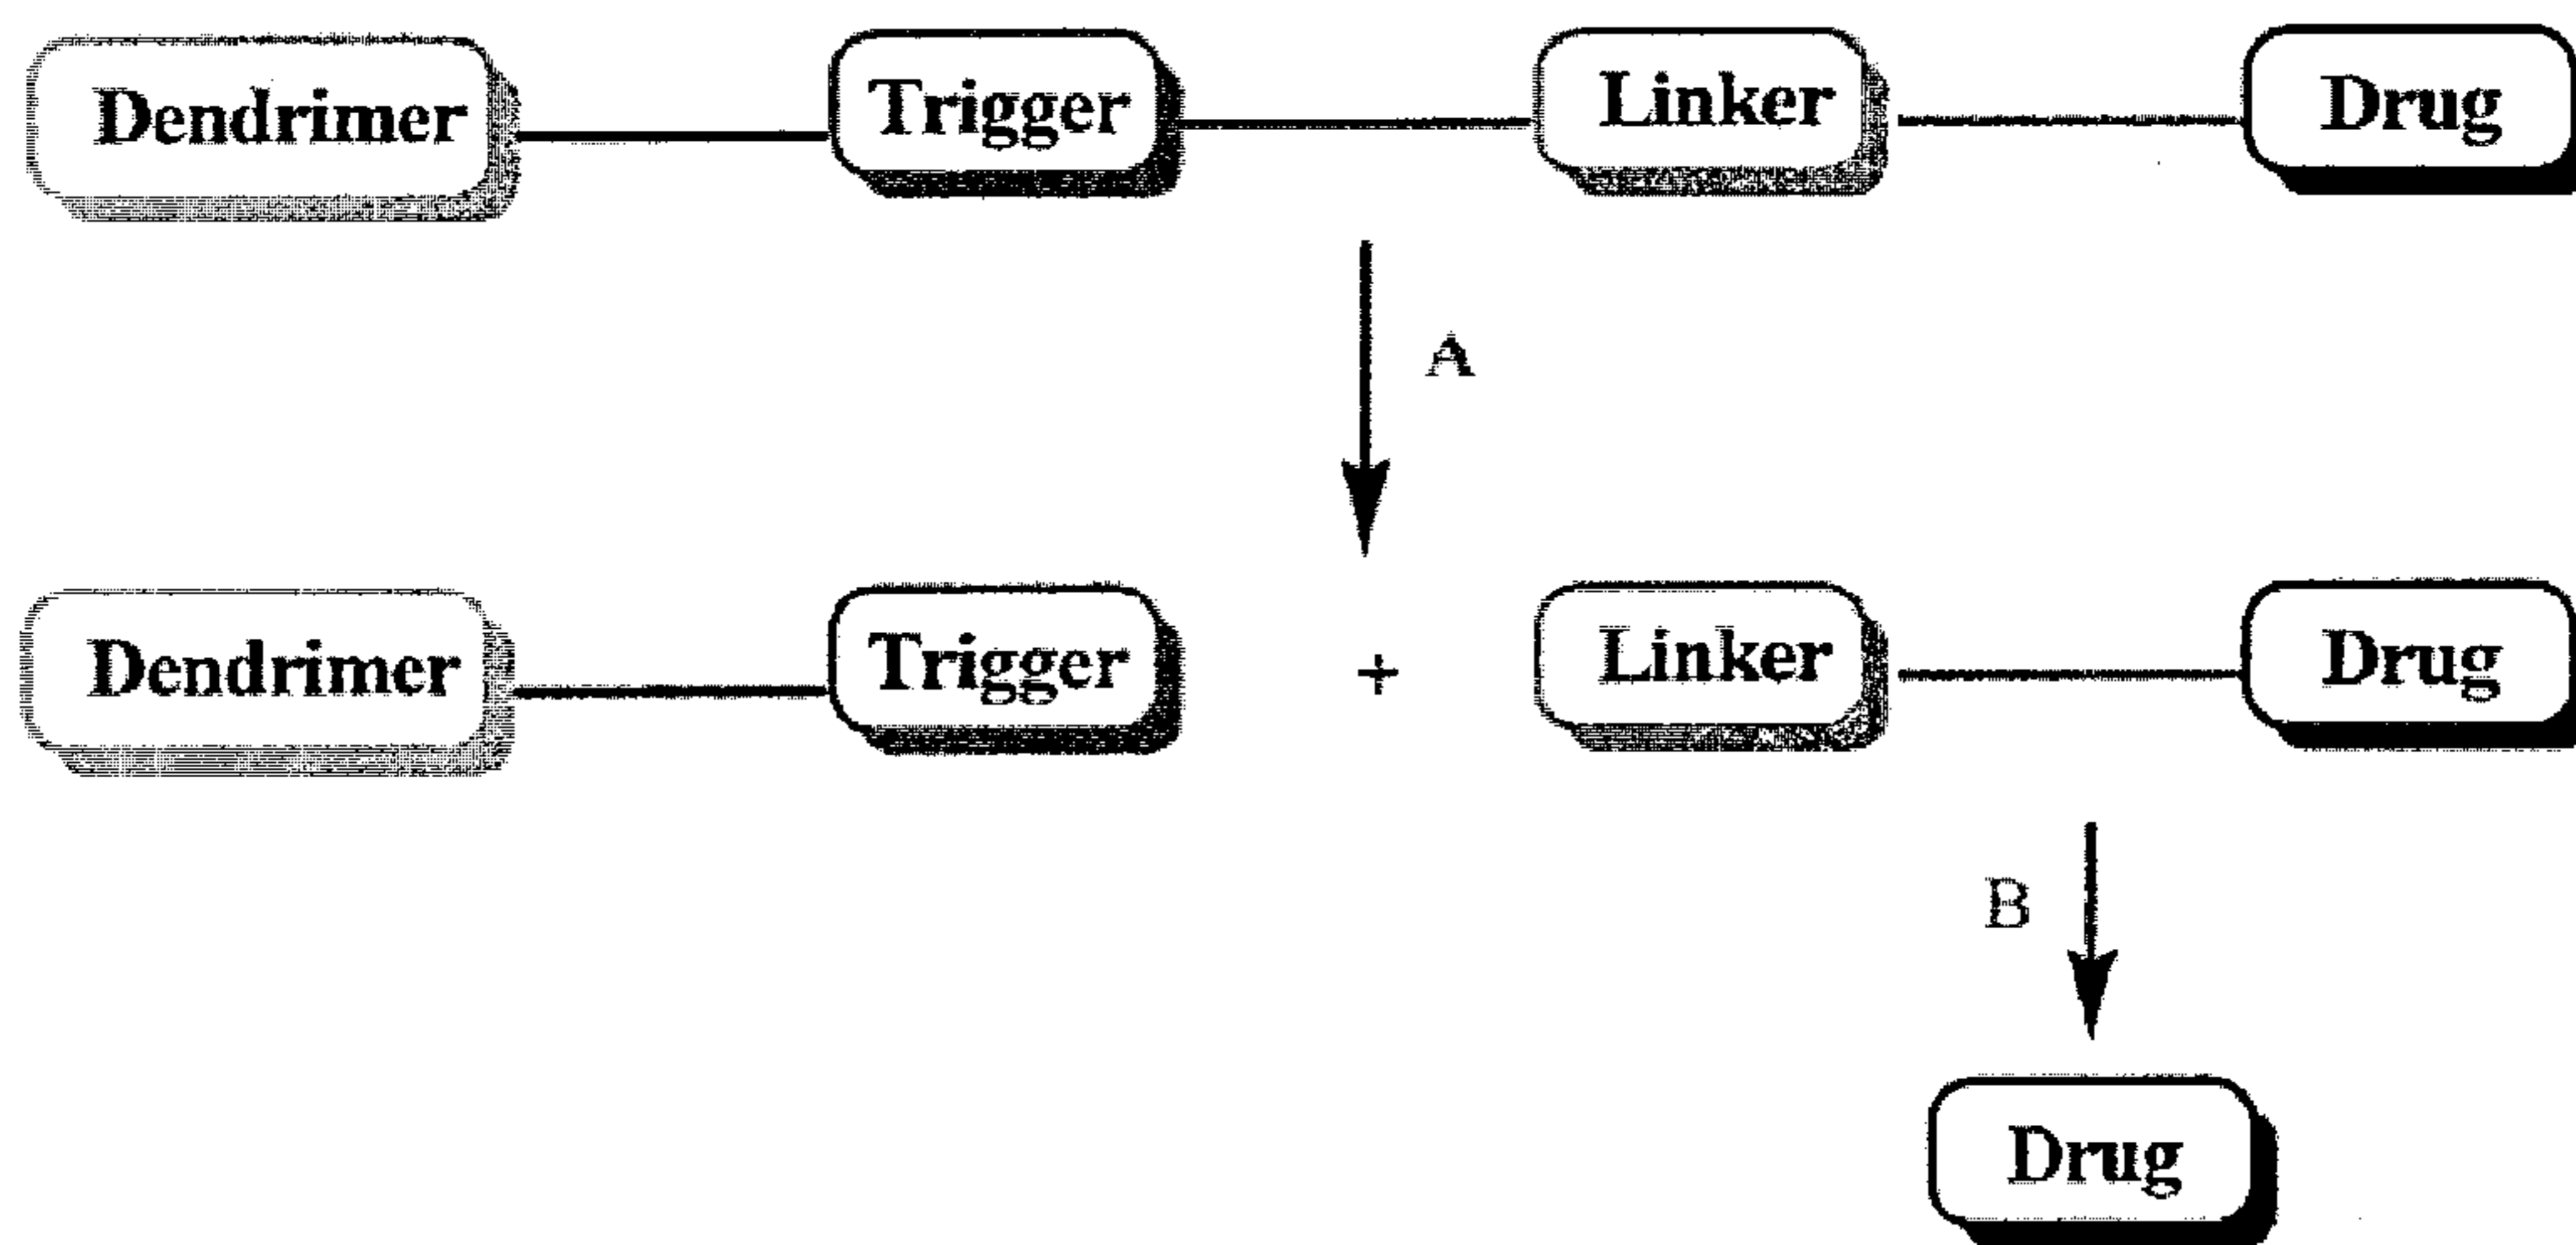 Dendrimer Trigger Linker Drug
A
Dendrimer Trigger + Linker Drug
B
Drug